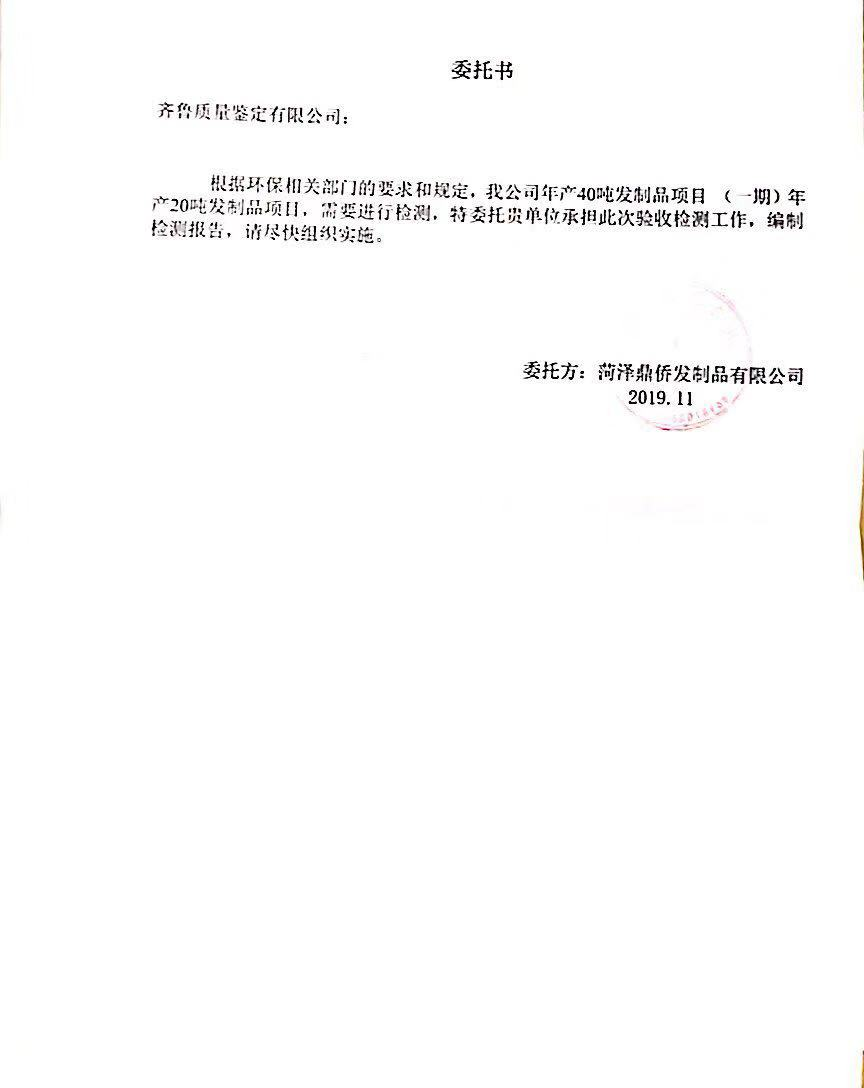 委托书
齐鲁质量鉴定有限公司：
根据环保相关部门的要求和规定，我公司年产40吨发制品项目（一期）年
产20吨发制品项目，需要进行检测，特委托贵单位承担此次验收检测工作，编制
检测报告，请尽快组织实施。
委托方：菏泽鼎侨发制品有限公司
2019.11